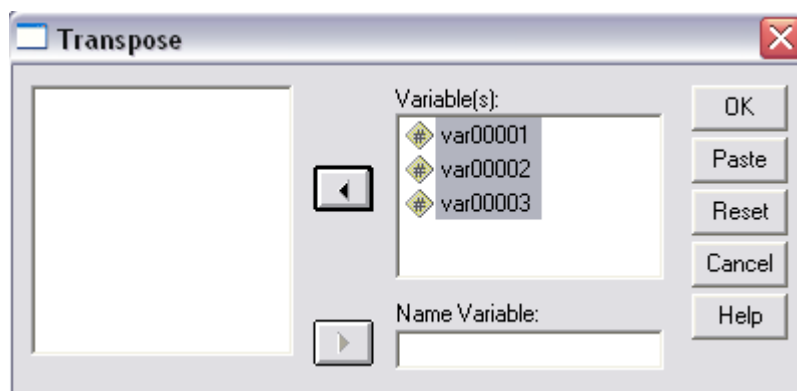 Transpose
Variable(s):
# var00001
# var00002
# var00003
OK
Paste
Reset
Cancel
Help
Name Variable: